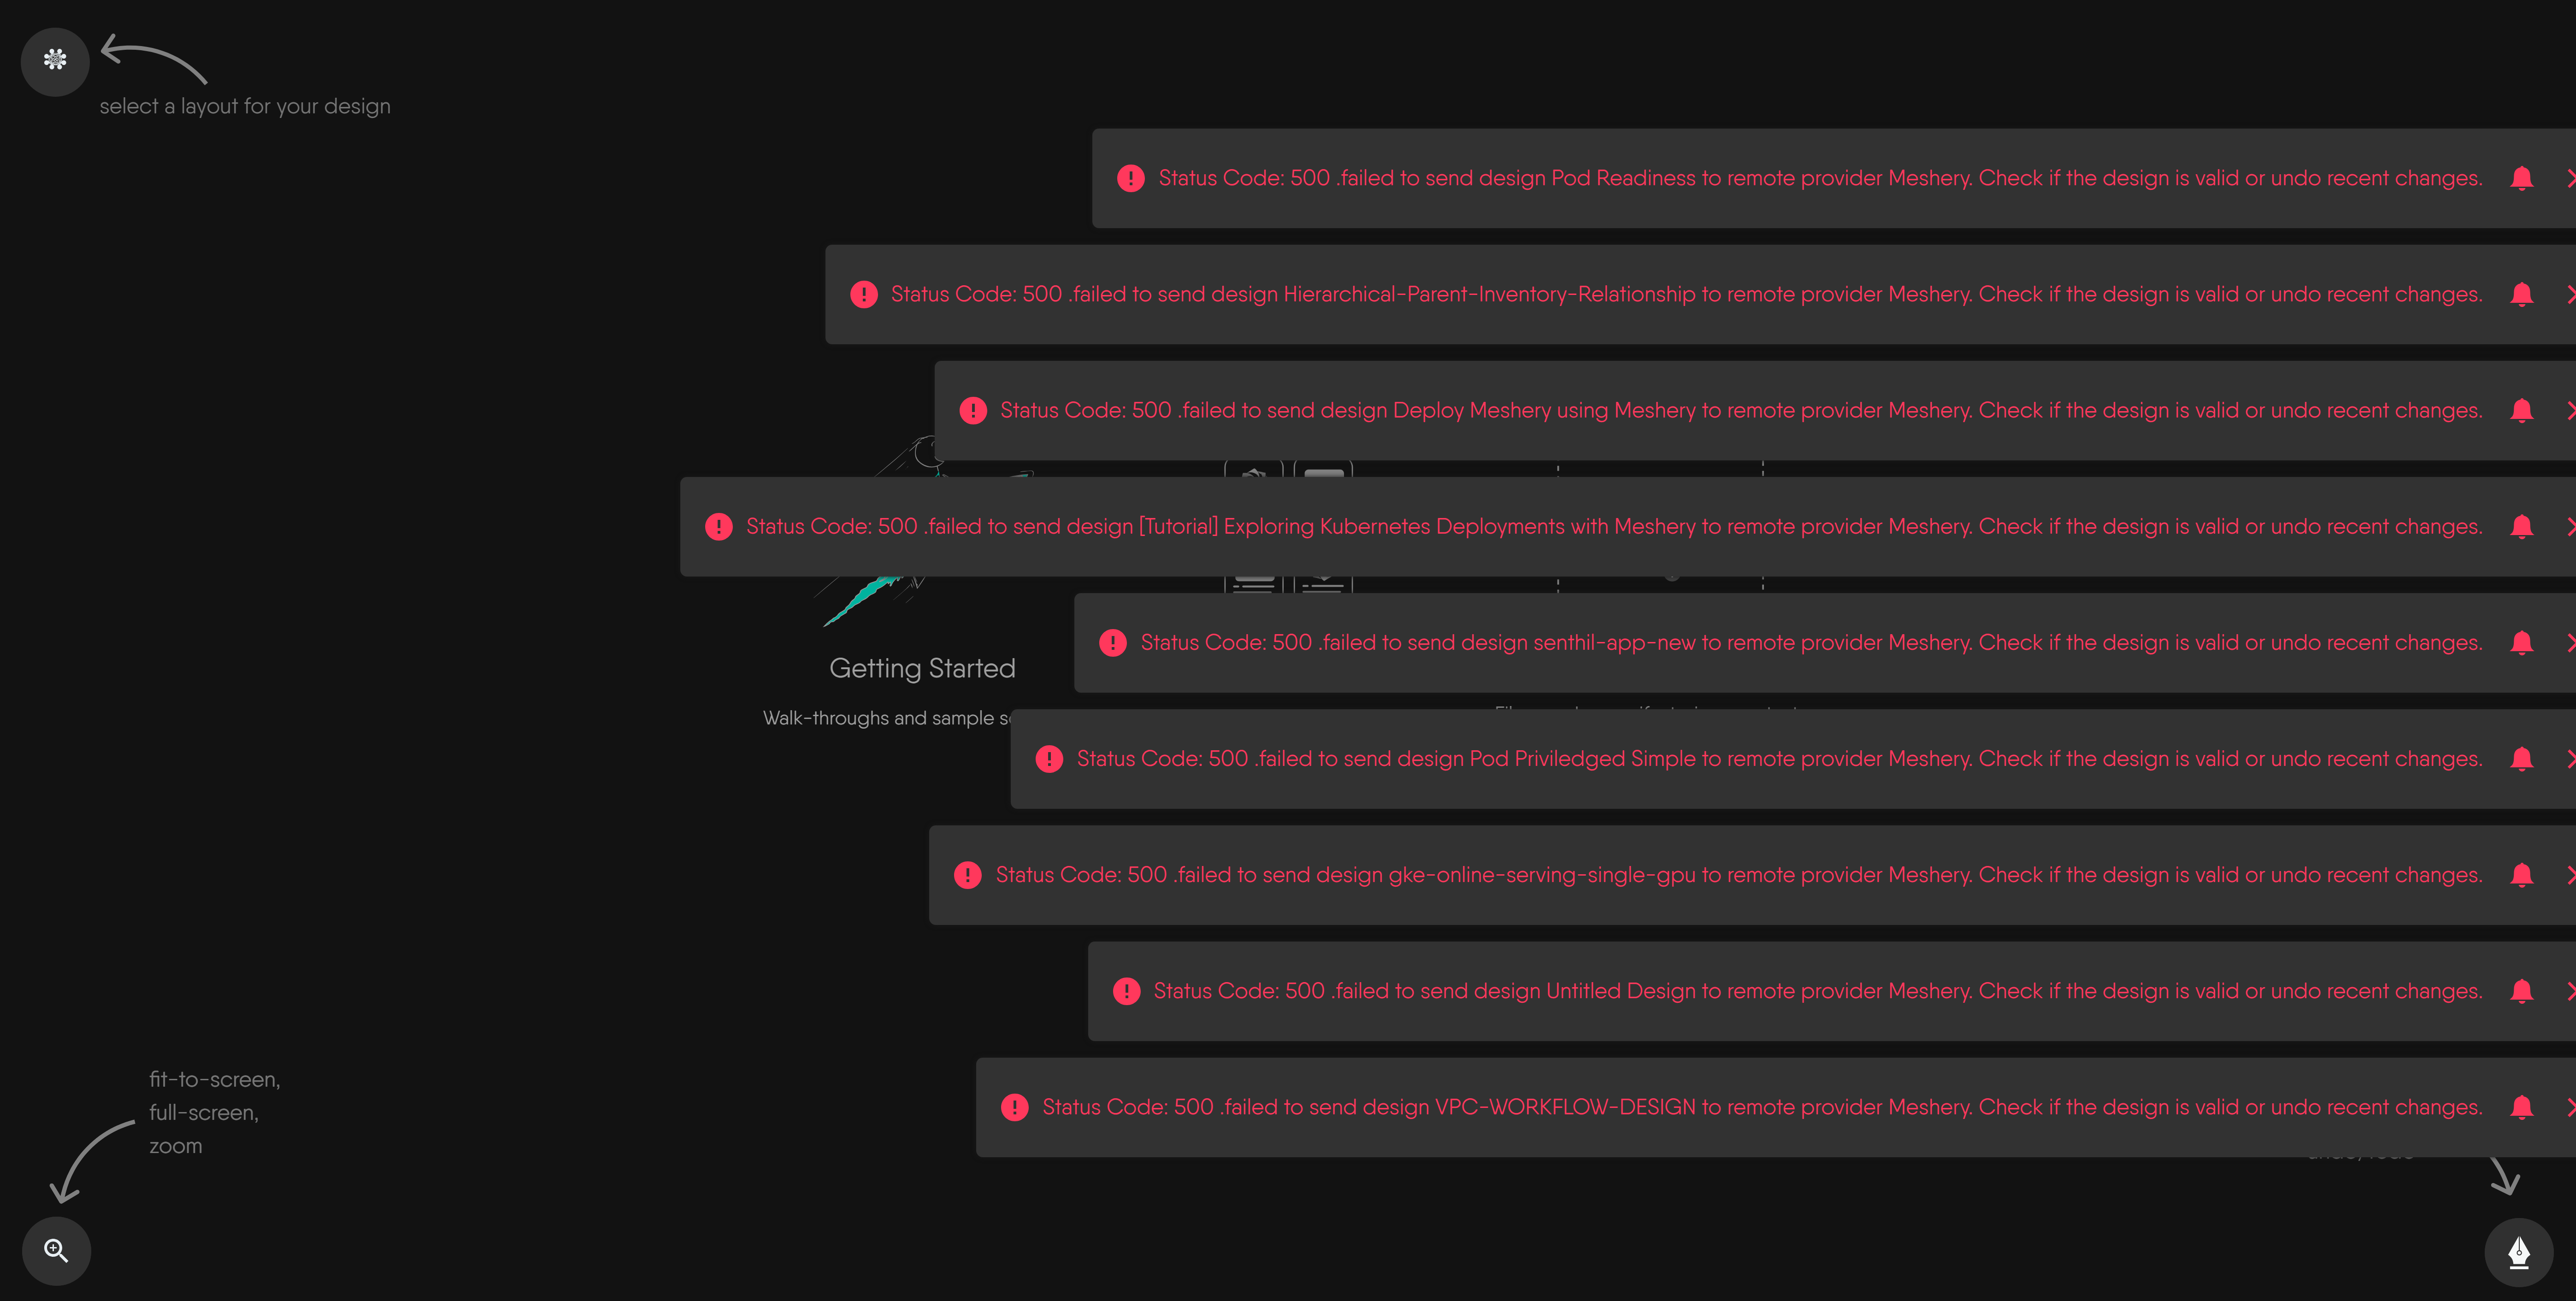 select a layout for your design
Status Code: 500 .failed to send design Pod Readiness to remote provider Meshery. Check if the design is valid or undo recent changes.
Status Code: 500 .failed to send design Hierarchical-Parent-Inventory-Relationship to remote provider Meshery. Check if the design is valid or undo recent changes.
Status Code: 500 .failed to send design Deploy Meshery using Meshery to remote provider Meshery. Check if the design is valid or undo recent changes.
Status Code: 500 .failed to send design [Tutorial] Exploring Kubernetes Deployments with Meshery to remote provider Meshery. Check if the design is valid or undo recent changes.
Status Code: 500 .failed to send design senthil-app-new to remote provider Meshery. Check if the design is valid or undo recent changes.
Getting Started
Walk-throughs and sample
Status Code: 500 .failed to send design Pod Priviledged Simple to remote provider Meshery. Check if the design is valid or undo recent changes.
Status Code: 500 .failed to send design gke-online-serving-single-gpu to remote provider Meshery. Check if the design is valid or undo recent changes.
Status Code: 500 .failed to send design Untitled Design to remote provider Meshery. Check if the design is valid or undo recent changes.
Status Code: 500 .failed to send design VPC-WORKFLOW-DESIGN to remote provider Meshery. Check if the design is valid or undo recent changes.
fit-to-screen,
full-screen,
zoom